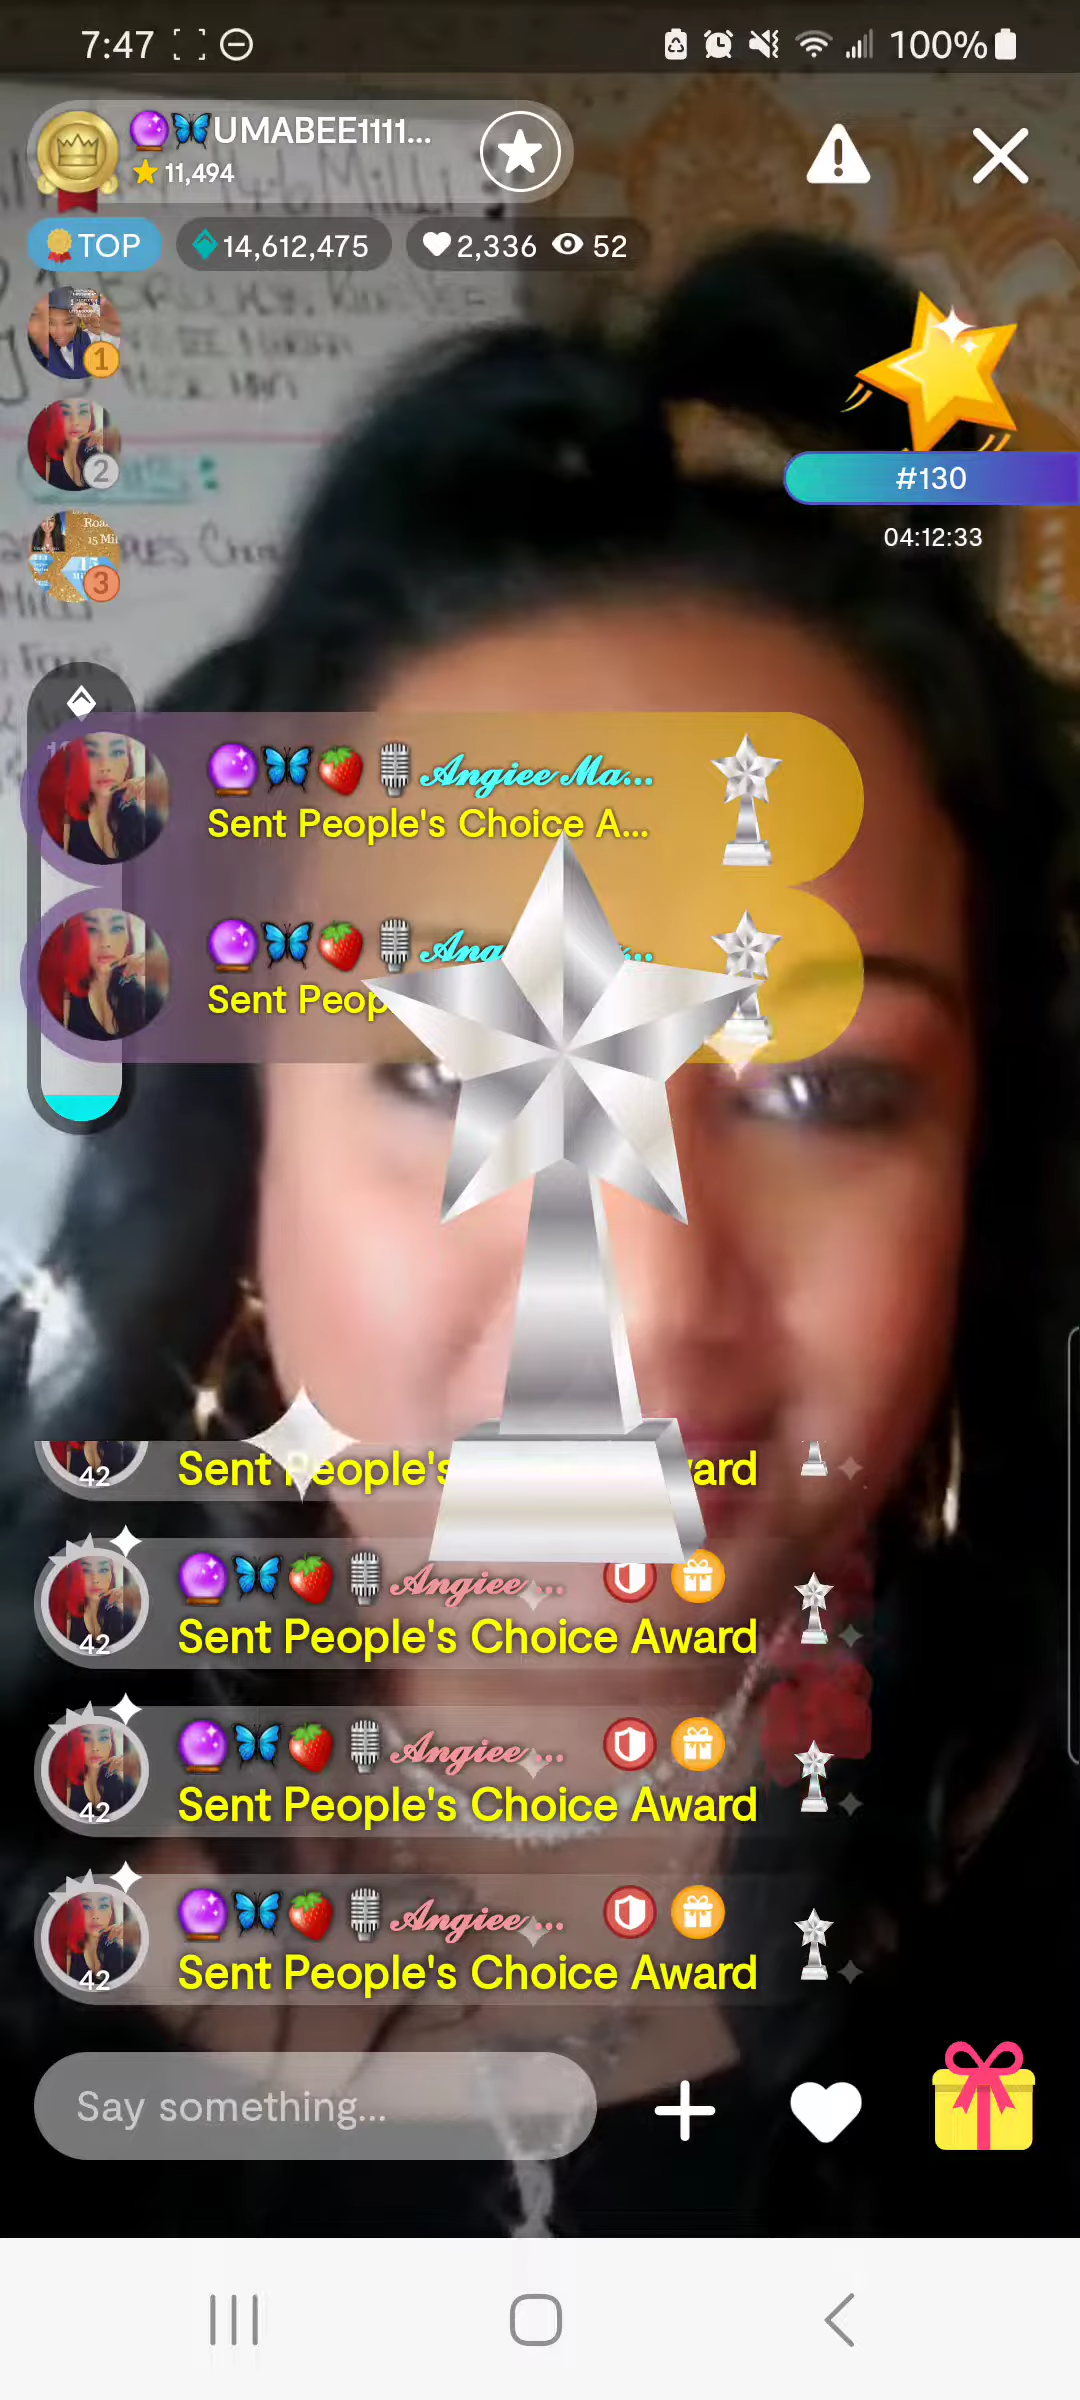 7:47 100%
🔮🦋UMABEE1111...
11,494
TOP 14,612,475 2,336 52
1
2
3
#130
04:12:33
🔮🦋🍓🎙𝓐𝓷𝓰𝓲𝓮𝓮 𝓜𝓪...
Sent People's Choice A...
🔮🦋🍓🎙𝓐𝓷𝓰
Sent Peop
42 Sent People's ward
🔮🦋🍓🎙𝓐𝓷𝓰𝓲𝓮𝓮 ...
42 Sent People's Choice Award
🔮🦋🍓🎙𝓐𝓷𝓰𝓲𝓮𝓮 ...
42 Sent People's Choice Award
🔮🦋🍓🎙𝓐𝓷𝓰𝓲𝓮𝓮 ...
42 Sent People's Choice Award
Say something...